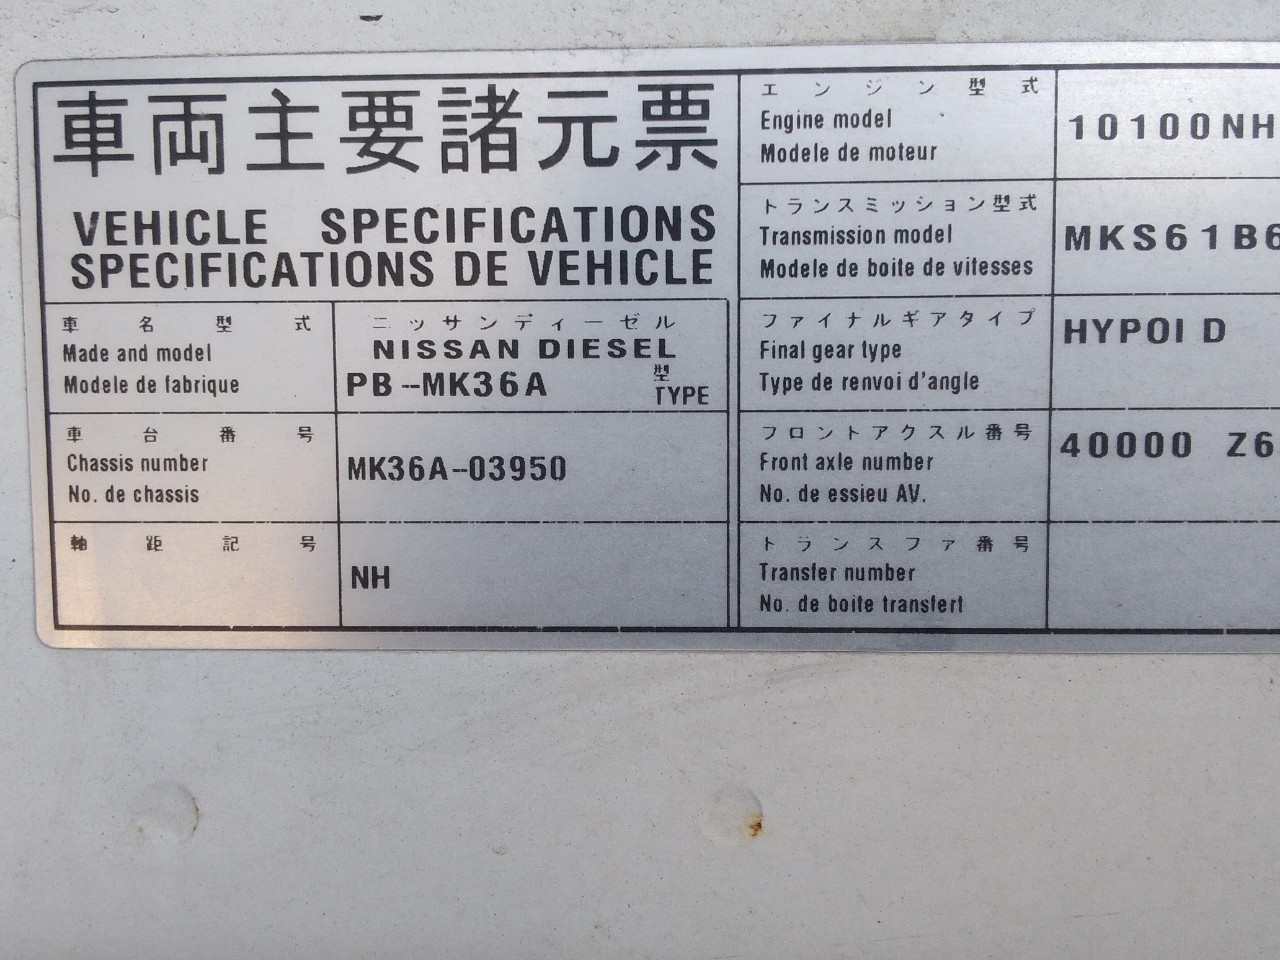 車両主要諸元票
VEHICLE SPECIFICATIONS
SPECIFICATIONS DE VEHICLE
車名型式
Made and model
Modele de fabrique
ニッサンディーゼル
NISSAN DIESEL
PB--MK36A
型
TYPE
車台番号
Chassis number
No. de chassis
MK36A--03950
軸距記号
NH
エンジン型式
Engine model
Modele de moteur
10100NH
トランスミッション型式
Transmission model
Modele de boite de vitesses
MKS61B6
ファイナルギアタイプ
Final gear type
Type de renvoi d'angle
HYPOID
フロントアクスル番号
Front axle number
No. de essieu AV.
40000 Z6
トランスファ番号
Transfer number
No. de boite transfert